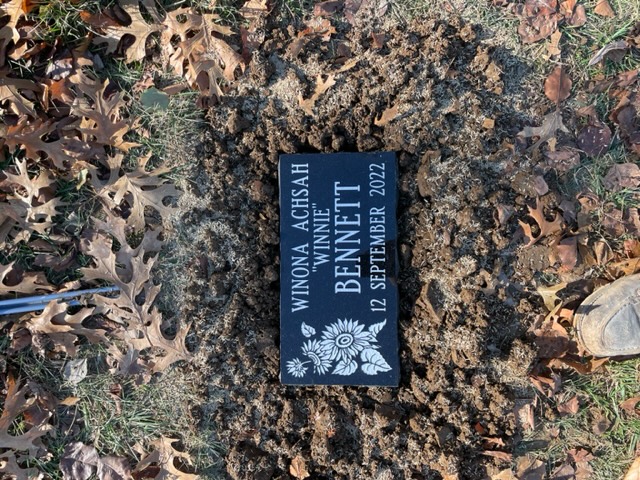 WINONA ACHSAH
"WINNIE"
BENNETT
12 SEPTEMBER 2022